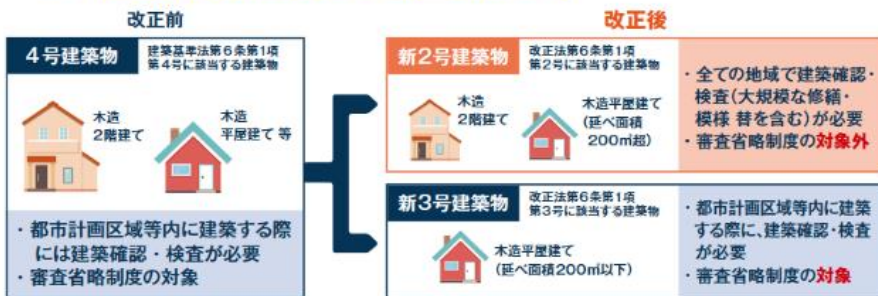 改正前
4号建築物
建築基準法第6条第1項
第4号に該当する建築物
木造
2階建て
木造
平屋建て 等
・都市計画区域等内に建築する際
には建築確認・検査が必要
・審査省略制度の対象
改正後
新2号建築物
改正法第6条第1項
第2号に該当する建築物
木造
2階建て
木造平屋建て
(延べ面積
200㎡超)
・全ての地域で建築確認・
検査(大規模な修繕・
模様 替を含む)が必要
・審査省略制度の対象外
新3号建築物
改正法第6条第1項
第3号に該当する建築物
木造平屋建て
(延べ面積200㎡以下)
・都市計画区域等内に建築
する際に、建築確認・検査
が必要
・審査省略制度の対象